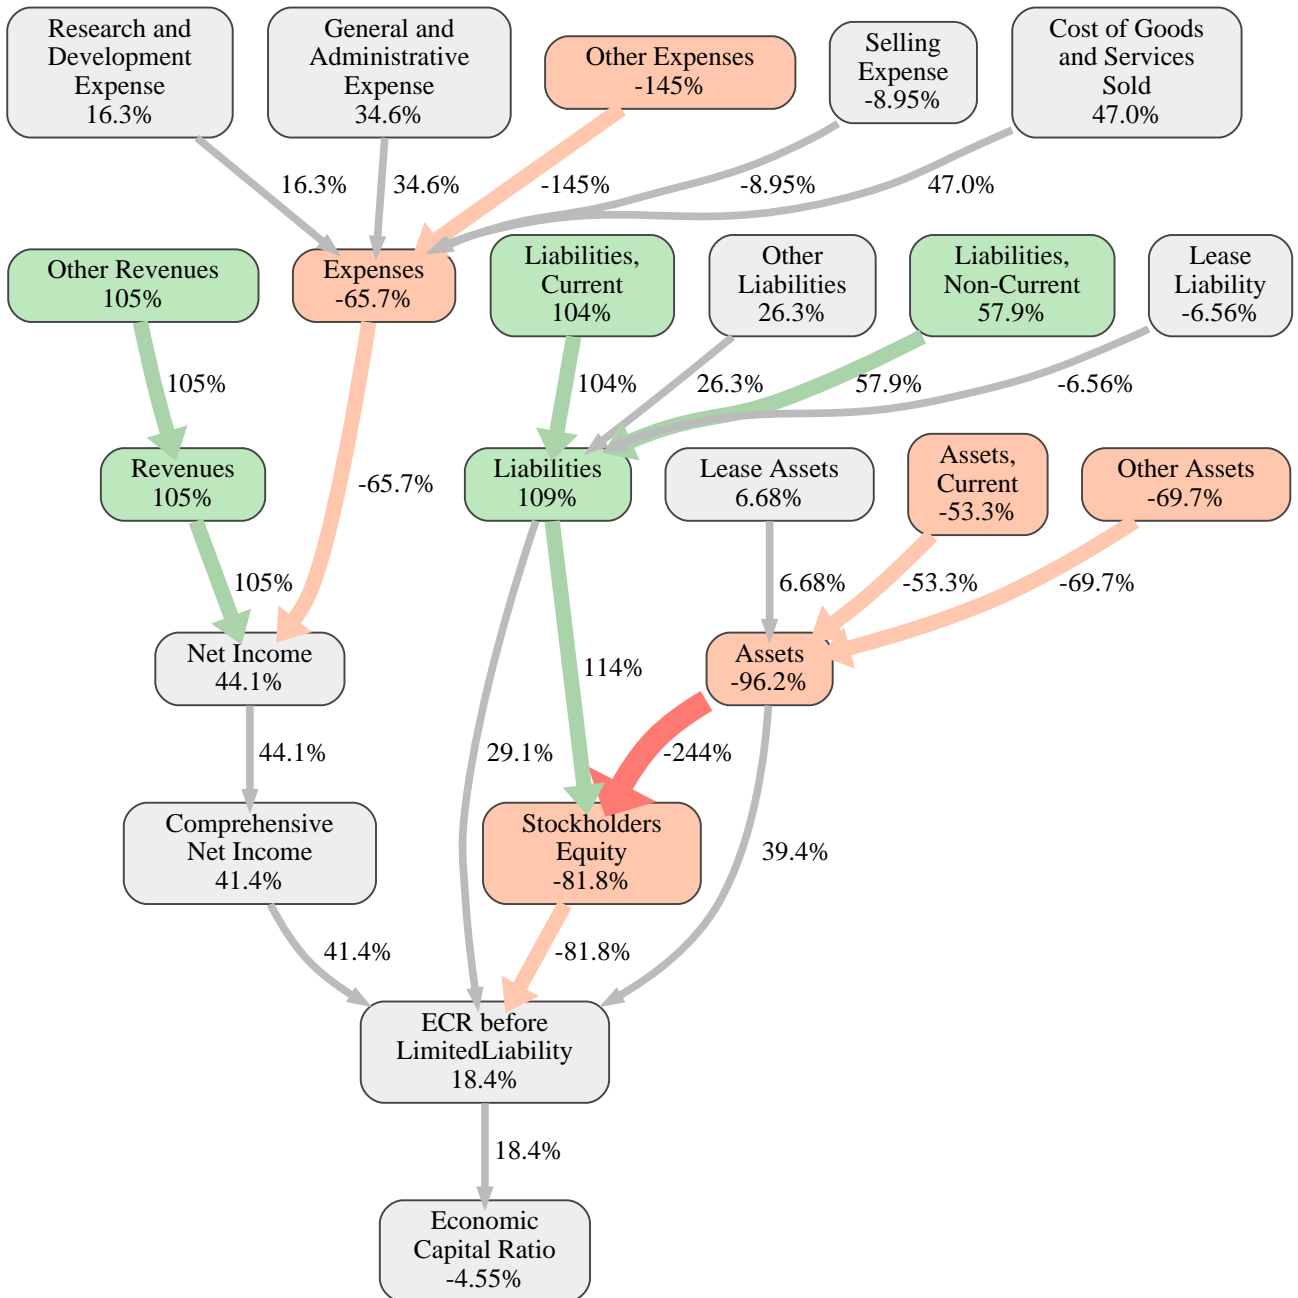 Research and
Development
Expense
16.3%
General and
Administrative
Expense
34.6%
Other Expenses
-145%
Selling
Expense
-8.95%
Cost of Goods
and Services
Sold
47.0%
16.3%
34.6%
-145%
-8.95%
47.0%
Other Revenues
105%
Expenses
-65.7%
Liabilities,
Current
104%
Other
Liabilities
26.3%
Liabilities,
Non-Current
57.9%
Lease
Liability
-6.56%
105%
104%
26.3%
57.9%
-6.56%
Revenues
105%
-65.7%
Liabilities
109%
Lease Assets
6.68%
Assets,
Current
-53.3%
Other Assets
-69.7%
105%
6.68%
-53.3%
-69.7%
Net Income
44.1%
114%
Assets
-96.2%
44.1%
29.1%
-244%
Comprehensive
Net Income
41.4%
Stockholders
Equity
-81.8%
39.4%
41.4%
-81.8%
ECR before
LimitedLiability
18.4%
18.4%
Economic
Capital Ratio
-4.55%